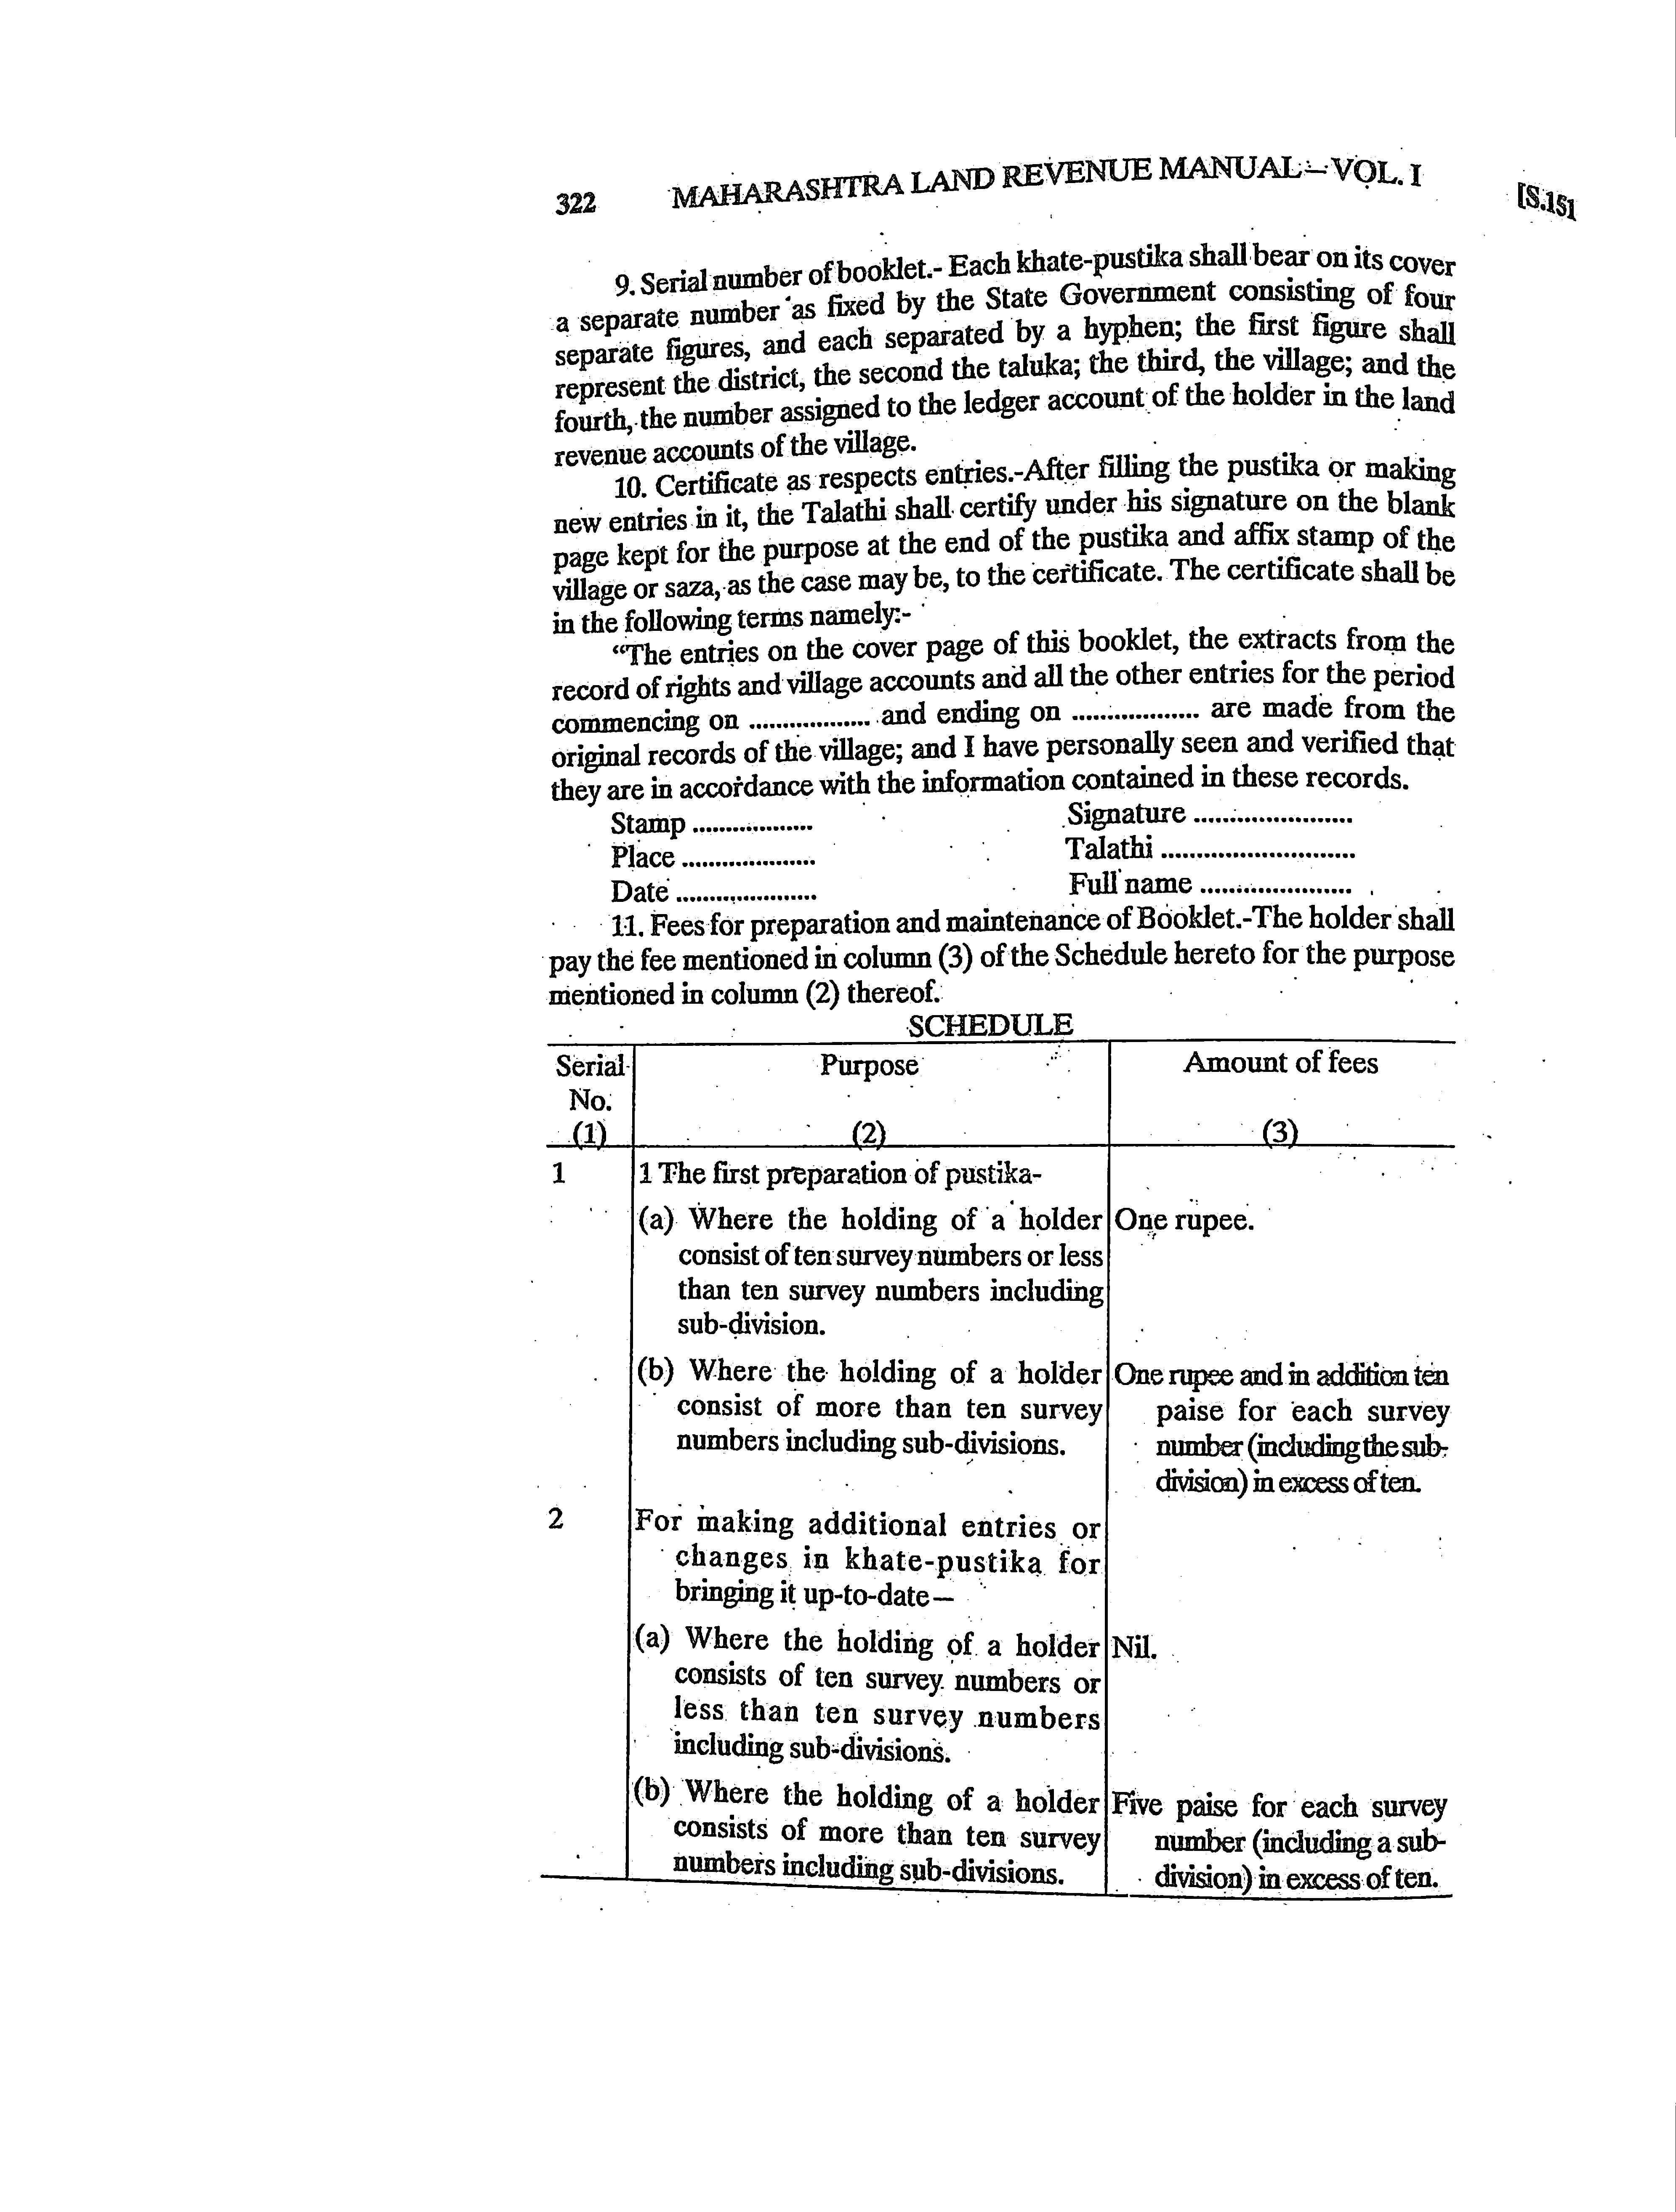 322 MAHARASHTRA LAND REVENUE MANUAL—VOL. I [S.151
9. Serial number of booklet.- Each khate-pustika shall bear on its cover
a separate number as fixed by the State Government consisting of four
separate figures, and each separated by a hyphen; the first figure shall
represent the district, the second the taluka; the third, the village; and the
fourth, the number assigned to the ledger account of the holder in the land
revenue accounts of the village.
10. Certificate as respects entries.-After filling the pustika or making
new entries in it, the Talathi shall certify under his signature on the blank
page kept for the purpose at the end of the pustika and affix stamp of the
village or saza, as the case may be, to the certificate. The certificate shall be
in the following terms namely:-
“The entries on the cover page of this booklet, the extracts from the
record of rights and village accounts and all the other entries for the period
commencing on .................. and ending on ................... are made from the
original records of the village; and I have personally seen and verified that
they are in accordance with the information contained in these records.
Stamp .................. Signature .......................
Place .................... Talathi ............................
Date ..................... Full name ......................
11. Fees for preparation and maintenance of Booklet.-The holder shall
pay the fee mentioned in column (3) of the Schedule hereto for the purpose
mentioned in column (2) thereof.
SCHEDULE
Serial Purpose Amount of fees
No.
(1) (2) (3)
1 1 The first preparation of pustika-
(a) Where the holding of a holder One rupee.
consist of ten survey numbers or less
than ten survey numbers including
sub-division.
(b) Where the holding of a holder One rupee and in addition ten
consist of more than ten survey paise for each survey
numbers including sub-divisions. number (including the sub-
division) in excess of ten.
2 For making additional entries or
changes in khate-pustika for
bringing it up-to-date—
(a) Where the holding of a holder Nil.
consists of ten survey numbers or
less than ten survey numbers
including sub-divisions.
(b) Where the holding of a holder Five paise for each survey
consists of more than ten survey number (including a sub-
numbers including sub-divisions. division) in excess of ten.